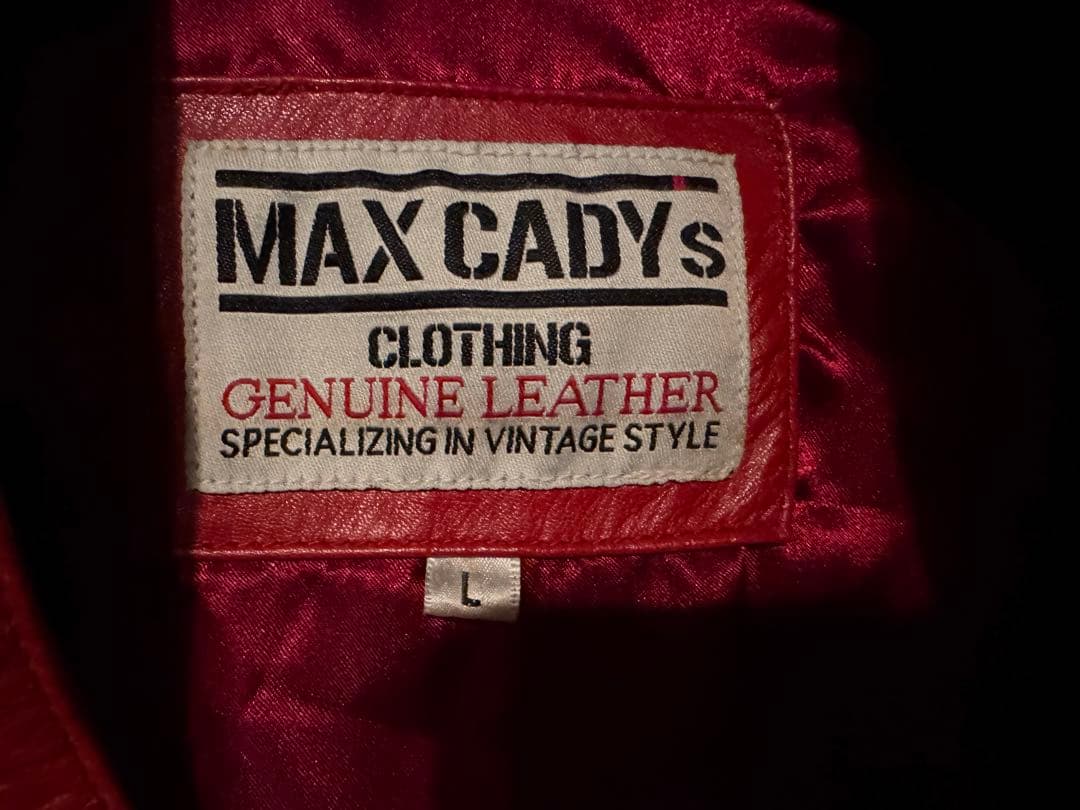 MAX CADYs
CLOTHING
GENUINE LEATHER
SPECIALIZING IN VINTAGE STYLE
L